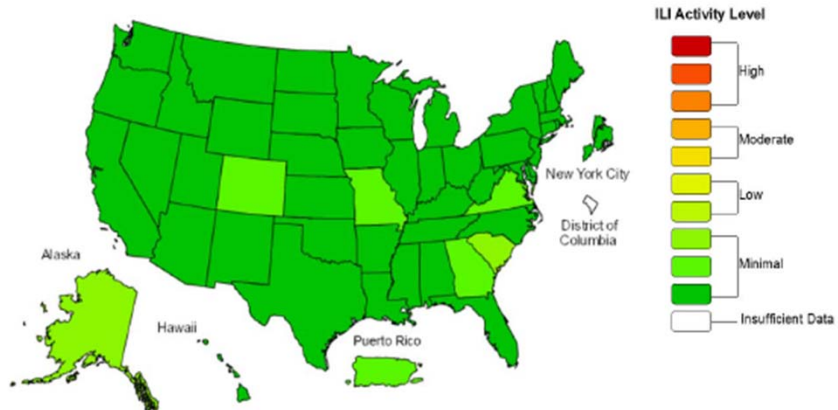 ILI Activity Level
High
Moderate
Low
Minimal
Insufficient Data
New York City
District of
Columbia
Alaska
Hawaii
Puerto Rico